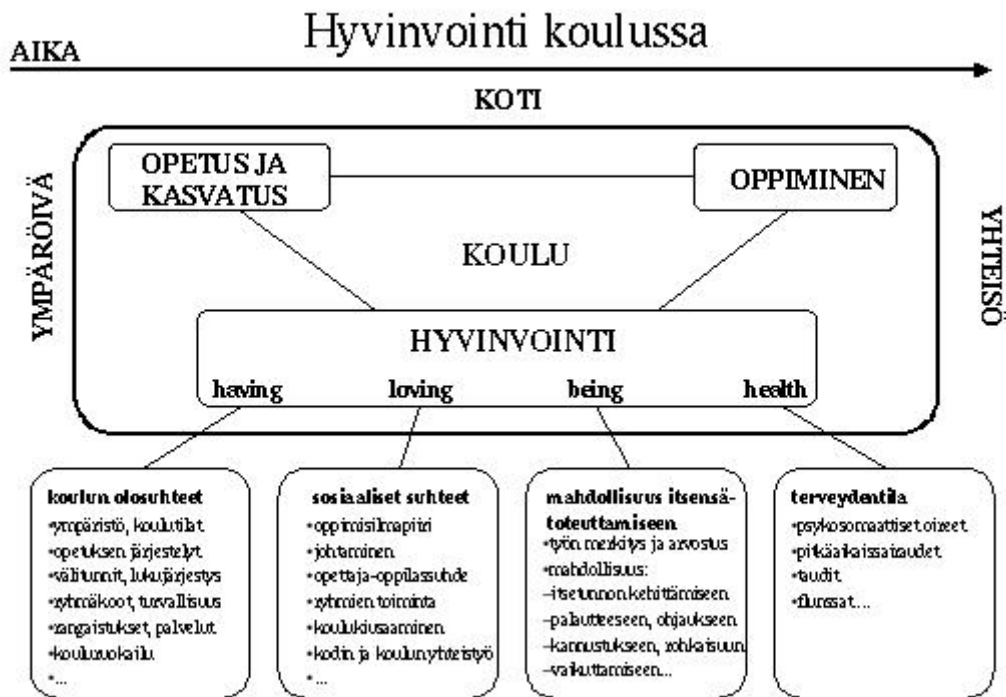 Hyvinvointi koulussa
AIKA
KOTI
YMPÄRÖIVÄ
YHTEISÖ
OPETUS JA
KASVATUS
OPPIMINEN
KOULU
HYVINVOINTI
having loving being health
koulun olosuhteet
•ympäristö, koulutilat
•opetuksen järjestelyt
•välitunnit, lukujärjestys
•ryhmäkoot, turvallisuus
•rangaistukset, palvelut
•kouluruokailu
•...
sosiaaliset suhteet
•oppimisilmapiiri
•johtaminen
•opettaja-oppilassuhde
•ryhmien toiminta
•koulukiusaaminen
•kodin ja koulun yhteistyö
•...
mahdollisuus itsensä-
toteuttamiseen
•työn merkitys ja arvostus
•mahdollisuus:
–itsetunnon kehittämiseen
–palautteeseen, ohjaukseen
–kannustukseen, rohkaisuun
–vaikuttamiseen...
terveydentila
•psykosomaattiset oireet
•pitkäaikaissairaudet
•taudit
•flunssat...